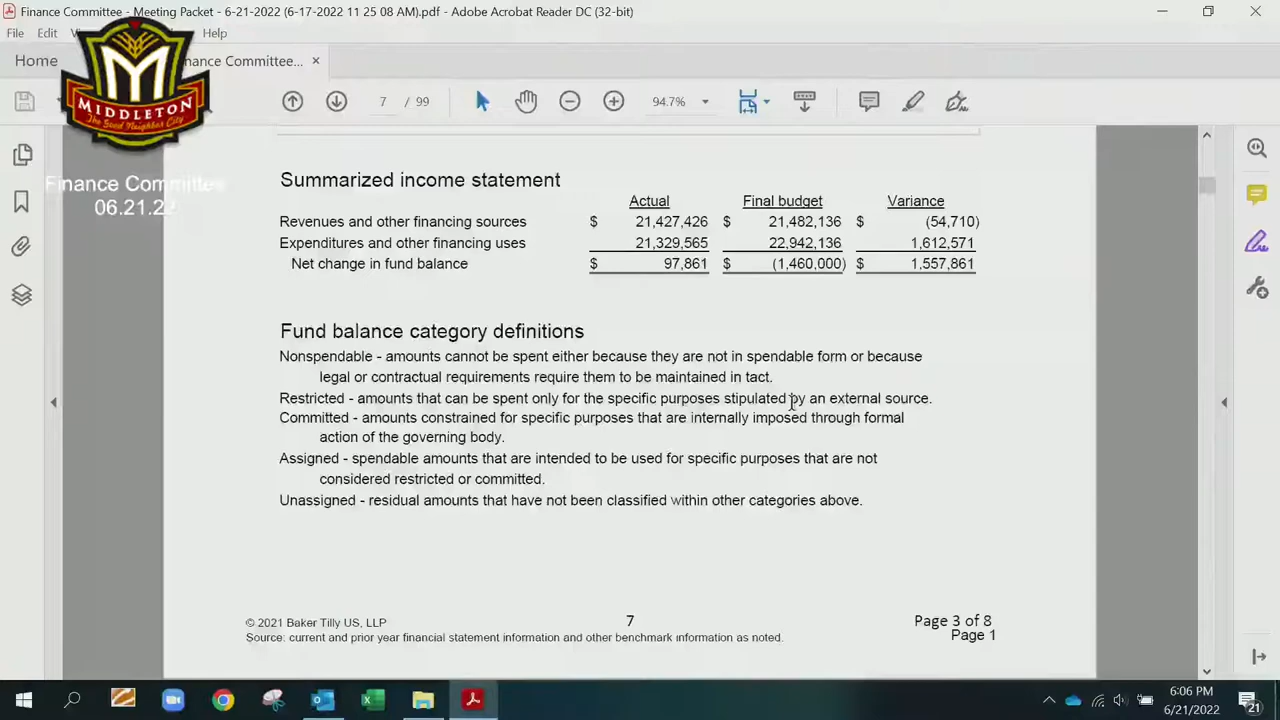 Finance Committee - Meeting Packet - 6-21-2022 (6-17-2022 11 25 08 AM).pdf - Adobe Acrobat Reader DC (32-bit)
File Edit Help
Home nance Committee... ×
7 / 99 94.7%
MIDDLETON
The Good Neighbor City
Finance Committee
06.21.22
Summarized income statement
Actual Final budget Variance
Revenues and other financing sources $ 21,427,426 $ 21,482,136 $ (54,710)
Expenditures and other financing uses 21,329,565 22,942,136 1,612,571
Net change in fund balance $ 97,861 $ (1,460,000) $ 1,557,861
Fund balance category definitions
Nonspendable - amounts cannot be spent either because they are not in spendable form or because
legal or contractual requirements require them to be maintained in tact.
Restricted - amounts that can be spent only for the specific purposes stipulated by an external source.
Committed - amounts constrained for specific purposes that are internally imposed through formal
action of the governing body.
Assigned - spendable amounts that are intended to be used for specific purposes that are not
considered restricted or committed.
Unassigned - residual amounts that have not been classified within other categories above.
© 2021 Baker Tilly US, LLP 7 Page 3 of 8
Source: current and prior year financial statement information and other benchmark information as noted. Page 1
6:06 PM
6/21/2022
21